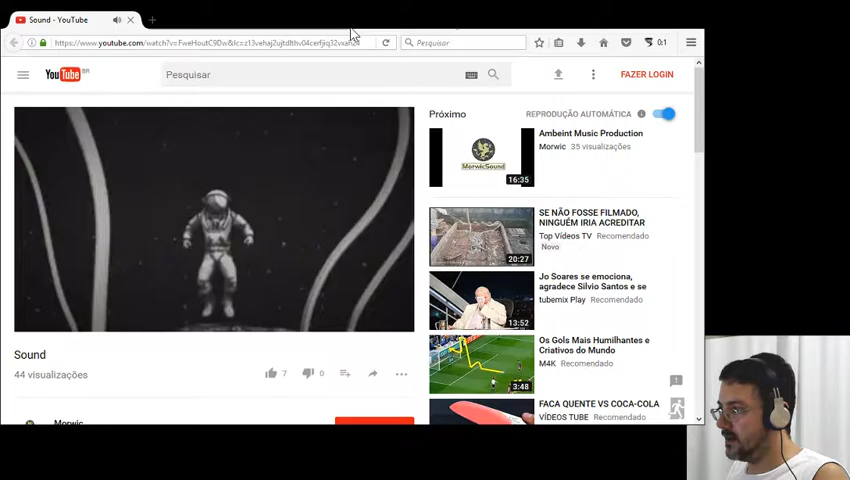 Sound - YouTube
https://www.youtube.com/watch?v=FweHoutC9Dw&lc=
Pesquisar
0:1
YouTube BR
Pesquisar
FAZER LOGIN
Próximo
REPRODUÇÃO AUTOMÁTICA
MorwicSound
16:35
Ambeint Music Production
Morwic 35 visualizações
20:27
SE NÃO FOSSE FILMADO,
NINGUÉM IRIA ACREDITAR
Top Vídeos TV Recomendado
Novo
13:52
Jo Soares se emociona,
agradece Silvio Santos e se
tubemix Play Recomendado
3:48
Os Gols Mais Humilhantes e
Criativos do Mundo
M4K Recomendado
FACA QUENTE VS COCA-COLA
VÍDEOS TUBE Recomendado
Sound
44 visualizações
7
0
Morwic